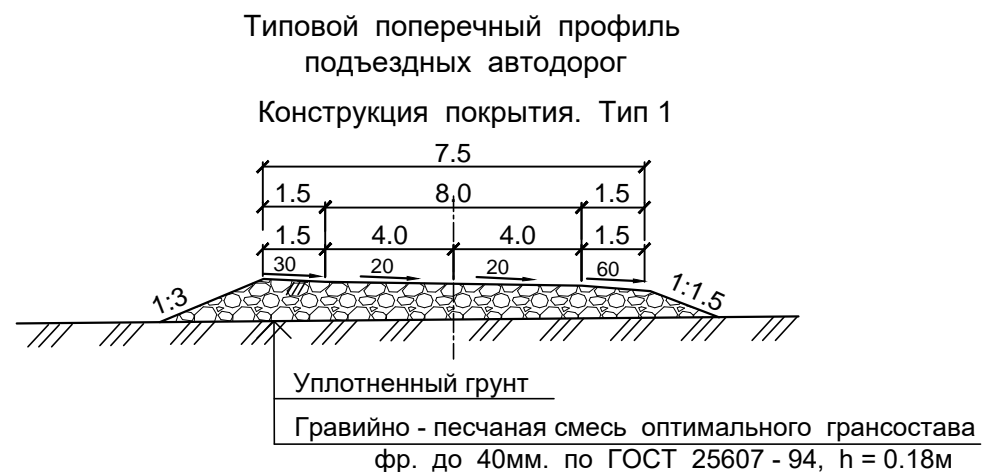 Типовой поперечный профиль
подъездных автодорог
Конструкция покрытия. Тип 1
7.5
1.5 8.0 1.5
1.5 4.0 4.0 1.5
30 20 20 60
1:3 1:1.5
Уплотненный грунт
Гравийно - песчаная смесь оптимального грансостава
фр. до 40мм. по ГОСТ 25607 - 94, h = 0.18м